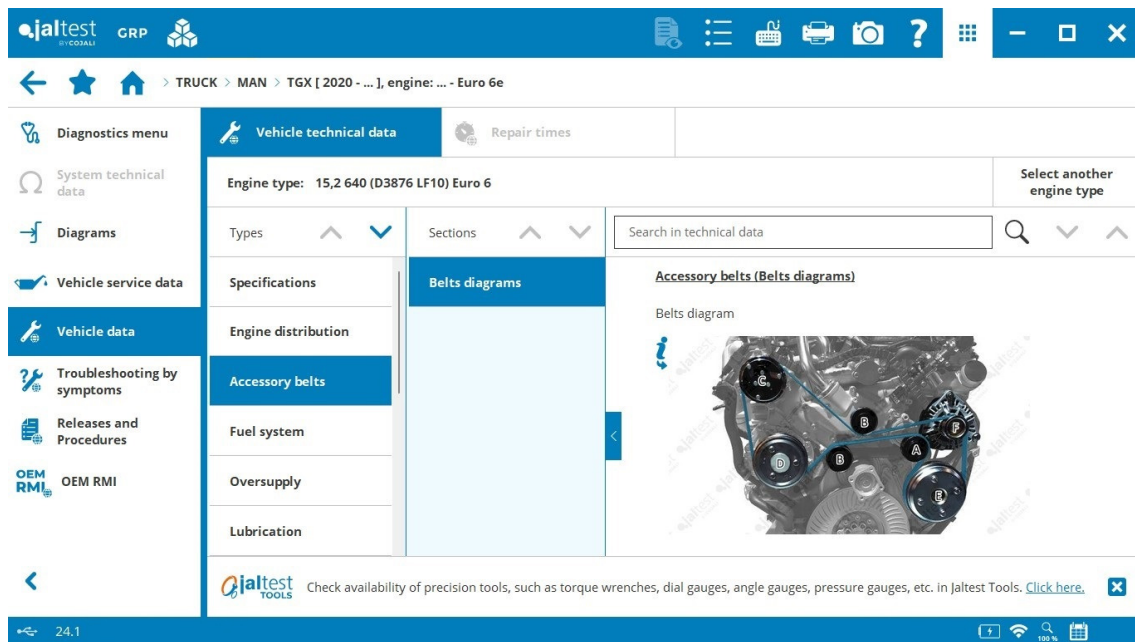 jaltest GRP
BY COJALI
?
> TRUCK > MAN > TGX [ 2020 - ... ], engine: ... - Euro 6e
Diagnostics menu
System technical
data
Diagrams
Vehicle service data
Vehicle data
Troubleshooting by
symptoms
Releases and
Procedures
OEM
RMI
OEM RMI
Vehicle technical data
Repair times
Engine type: 15,2 640 (D3876 LF10) Euro 6
Select another
engine type
Types
Sections
Search in technical data
Specifications
Engine distribution
Accessory belts
Fuel system
Oversupply
Lubrication
Belts diagrams
Accessory belts (Belts diagrams)
Belts diagram
i
C
B
F
A
B
D
E
jaltest
jaltest
TOOLS
Check availability of precision tools, such as torque wrenches, dial gauges, angle gauges, pressure gauges, etc. in Jaltest Tools. Click here.
24.1
100 %